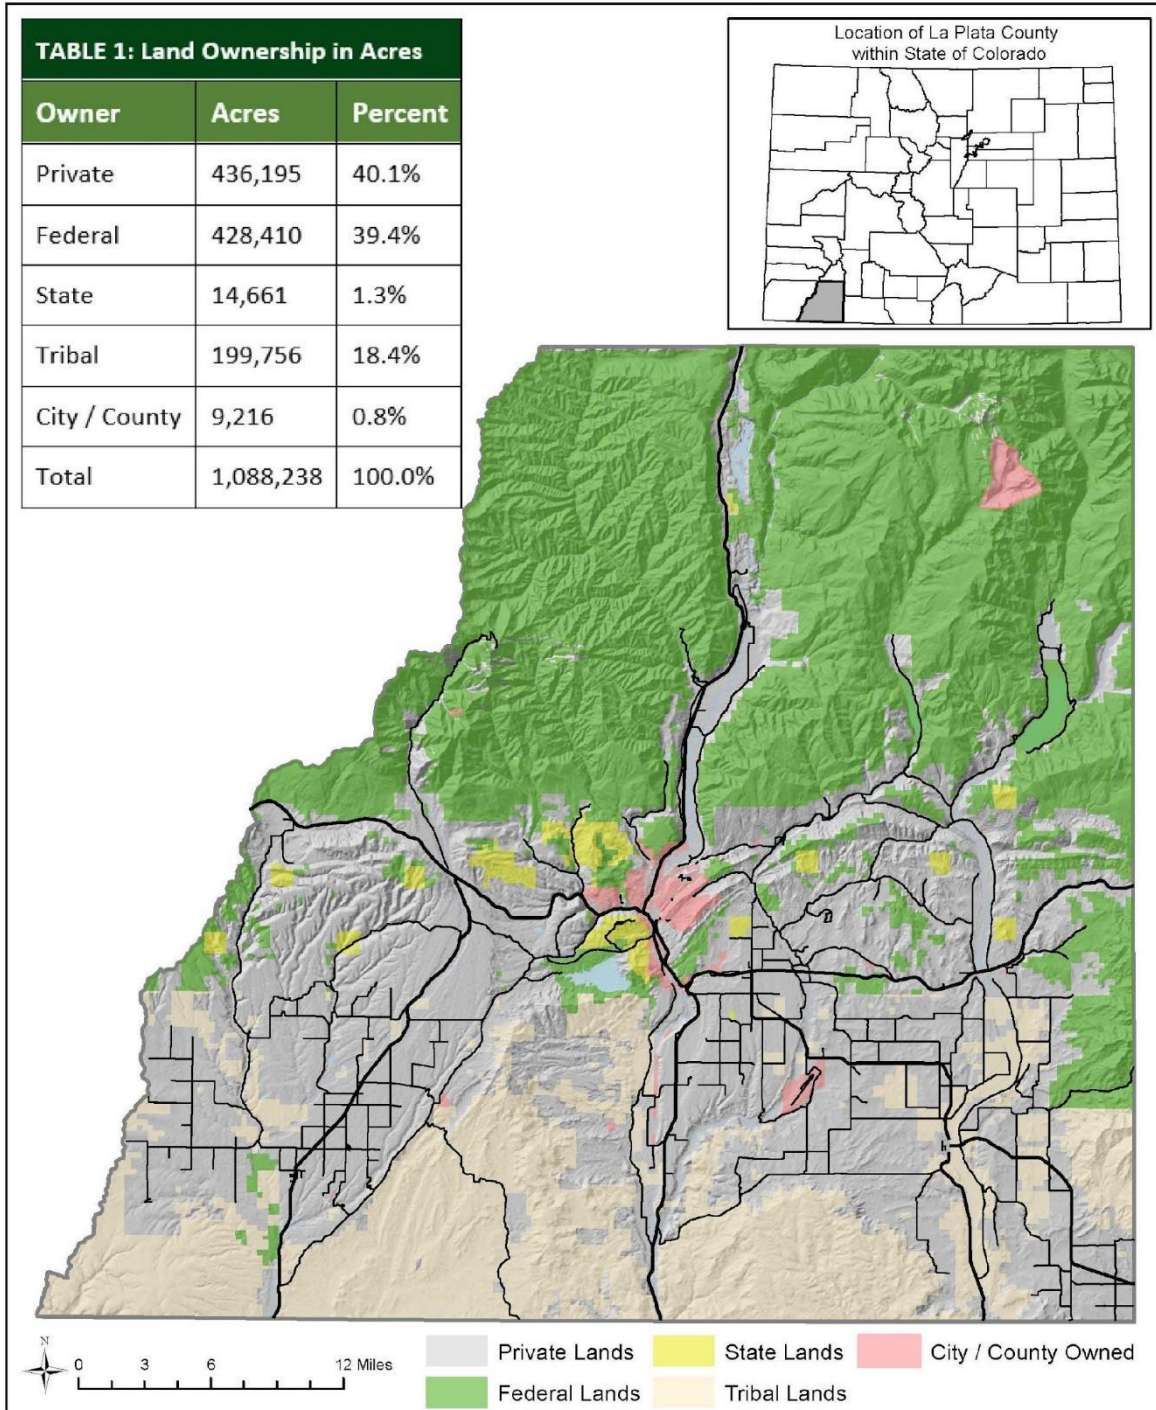 TABLE 1: Land Ownership in Acres
Owner Acres Percent
Private 436,195 40.1%
Federal 428,410 39.4%
State 14,661 1.3%
Tribal 199,756 18.4%
City / County 9,216 0.8%
Total 1,088,238 100.0%
Location of La Plata County
within State of Colorado
N
0 3 6 12 Miles
Private Lands State Lands City / County Owned
Federal Lands Tribal Lands